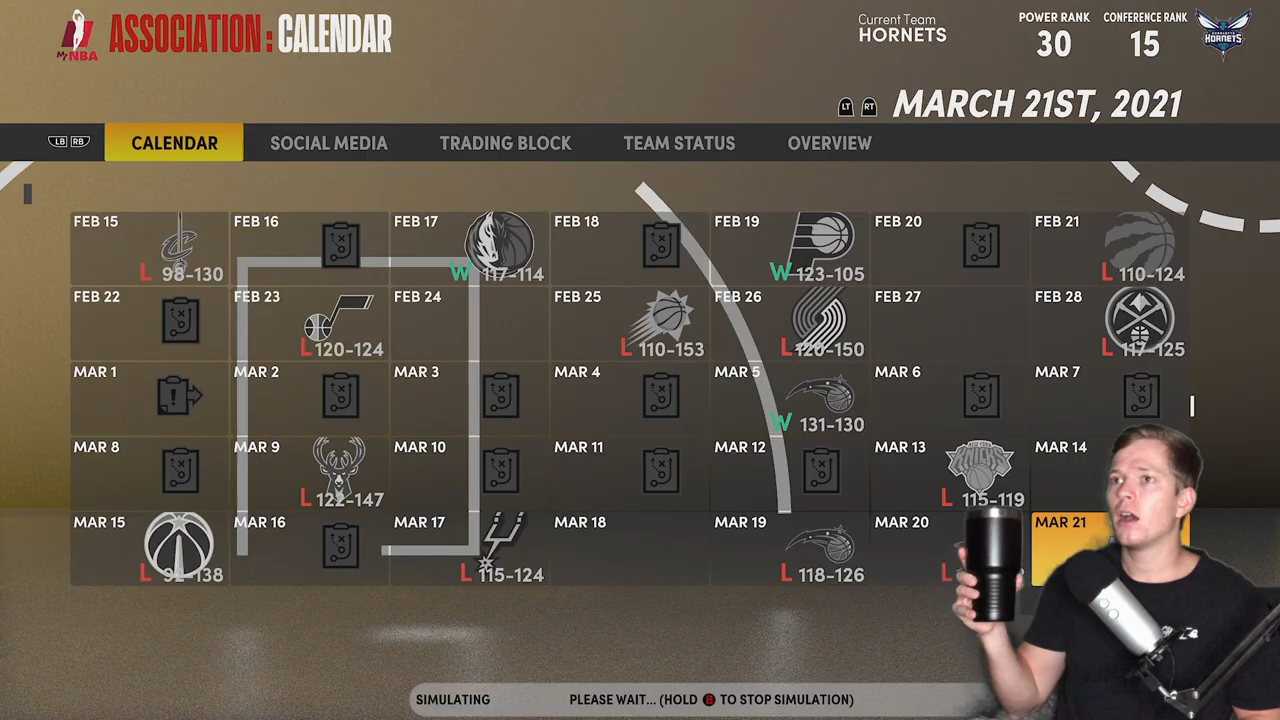 MyNBA
ASSOCIATION: CALENDAR
Current Team
HORNETS
POWER RANK
30
CONFERENCE RANK
15
HORNETS
LT RT
MARCH 21ST, 2021
LB RB
CALENDAR
SOCIAL MEDIA
TRADING BLOCK
TEAM STATUS
OVERVIEW
FEB 15
L 98-130
FEB 16
FEB 17
W 117-114
FEB 18
FEB 19
W 123-105
FEB 20
FEB 21
L 110-124
FEB 22
FEB 23
L 120-124
FEB 24
FEB 25
L 110-153
FEB 26
L 120-150
FEB 27
FEB 28
L 117-125
MAR 1
MAR 2
MAR 3
MAR 4
MAR 5
W 131-130
MAR 6
MAR 7
MAR 8
MAR 9
L 122-147
MAR 10
MAR 11
MAR 12
MAR 13
KNICKS
L 115-119
MAR 14
MAR 15
L 92-138
MAR 16
MAR 17
L 115-124
MAR 18
MAR 19
L 118-126
MAR 20
L
MAR 21
SIMULATING
PLEASE WAIT... (HOLD B TO STOP SIMULATION)